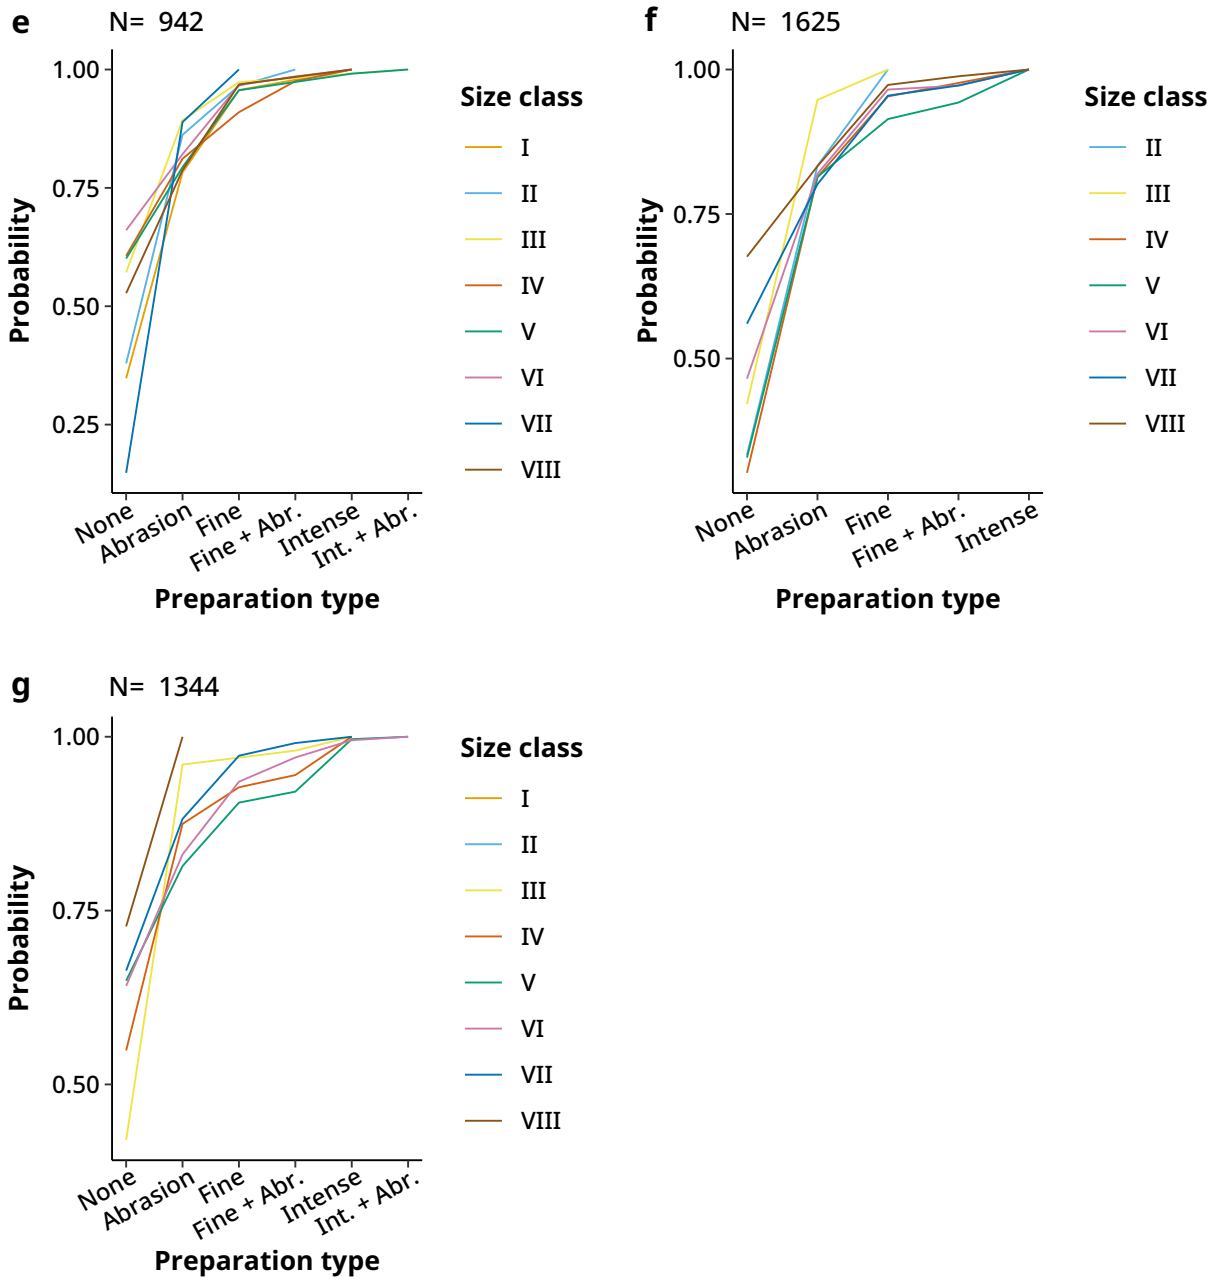 e
N= 942
1.00
0.75
0.50
0.25
Probability
None
Abrasion
Fine
Fine + Abr.
Intense
Int. + Abr.
Preparation type
Size class
I
II
III
IV
V
VI
VII
VIII
f
N= 1625
1.00
0.75
0.50
Probability
None
Abrasion
Fine
Fine + Abr.
Intense
Preparation type
Size class
II
III
IV
V
VI
VII
VIII
g
N= 1344
1.00
0.75
0.50
Probability
None
Abrasion
Fine
Fine + Abr.
Intense
Int. + Abr.
Preparation type
Size class
I
II
III
IV
V
VI
VII
VIII